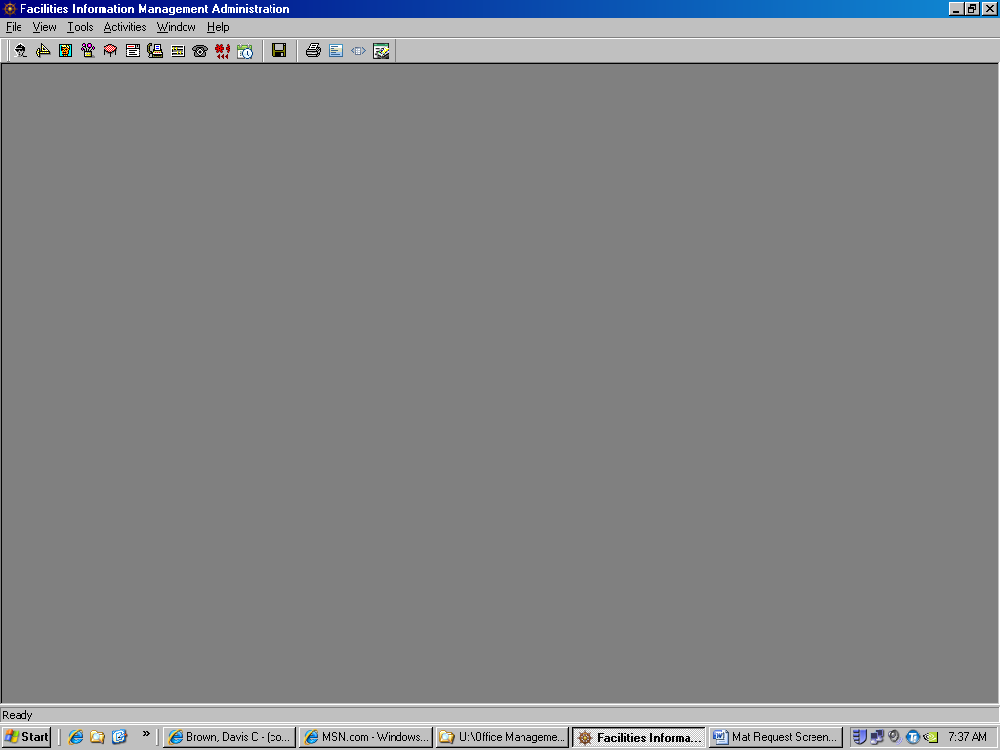 Facilities Information Management Administration
File View Tools Activities Window Help
Ready
Start » Brown, Davis C - (co... MSN.com - Windows... U:\Office Manageme... Facilities Informa... Mat Request Screen... 7:37 AM